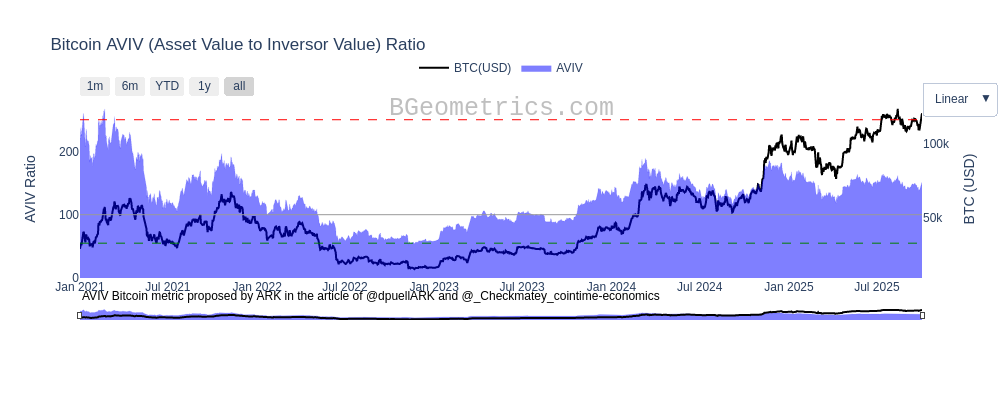 Bitcoin AVIV (Asset Value to Inversor Value) Ratio
BTC(USD) AVIV
1m 6m YTD 1y all
Linear ▼
BGeometrics.com
200
100
0
AVIV Ratio
100k
50k
BTC (USD)
Jan 2021 Jul 2021 Jan 2022 Jul 2022 Jan 2023 Jul 2023 Jan 2024 Jul 2024 Jan 2025 Jul 2025
AVIV Bitcoin metric proposed by ARK in the article of @dpuellARK and @_Checkmatey_cointime-economics